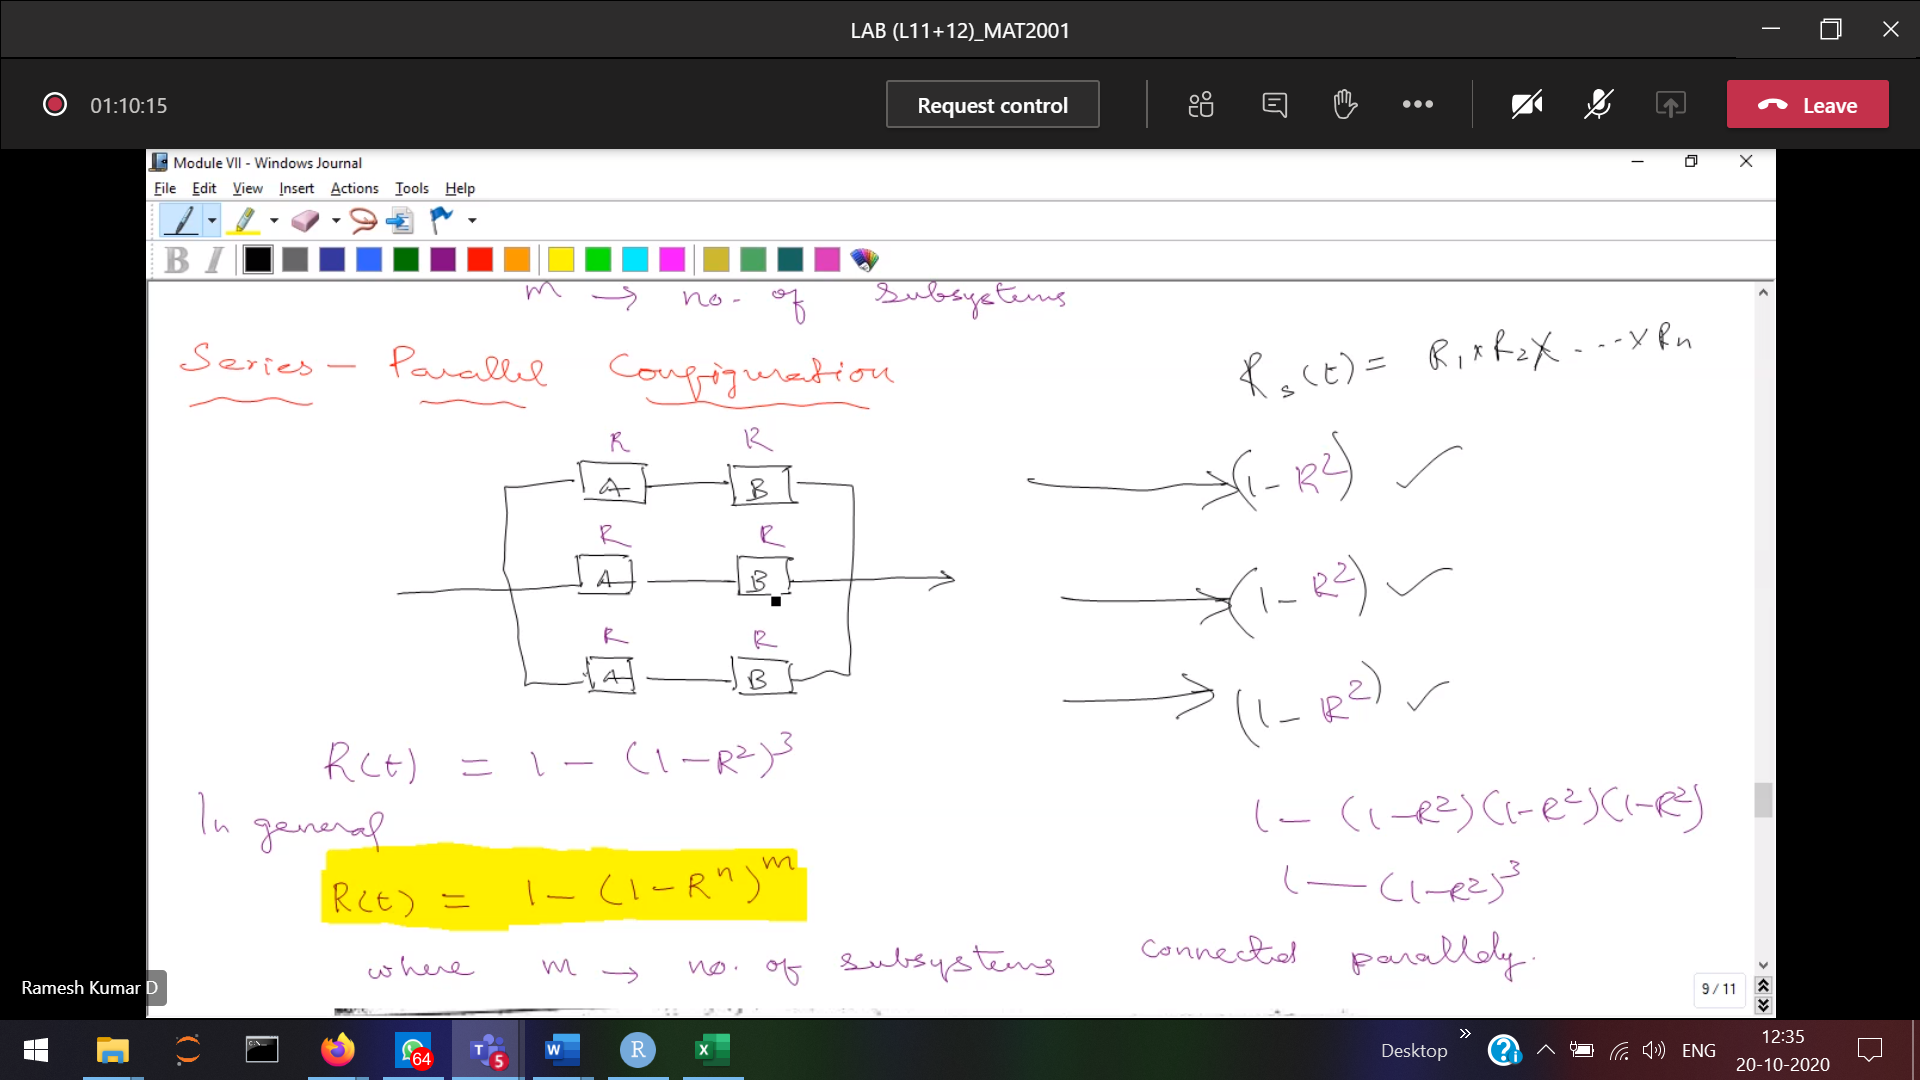 LAB (L11+12)_MAT2001
01:10:15
Request control
Leave
Module VII - Windows Journal
File Edit View Insert Actions Tools Help
B I
m → no. of subsystems
Series - Parallel Configuration
R s (t) = R1 x R2 x ....x Rn
R R
A B
(1 - R²) ✓
R R
A B
(1 - R²) ✓
R R
A B
(1 - R²) ✓
R(t) = 1 - (1-R²)³
In general
1 - (1-R²)(1-R²)(1-R²)
R(t) = 1 - (1-Rⁿ)ᵐ
1 - (1-R²)³
where m → no. of subsystems connected parallely.
Ramesh Kumar D
9 / 11
64
T
5
W
R
X
Desktop
»
?
ENG
12:35
20-10-2020